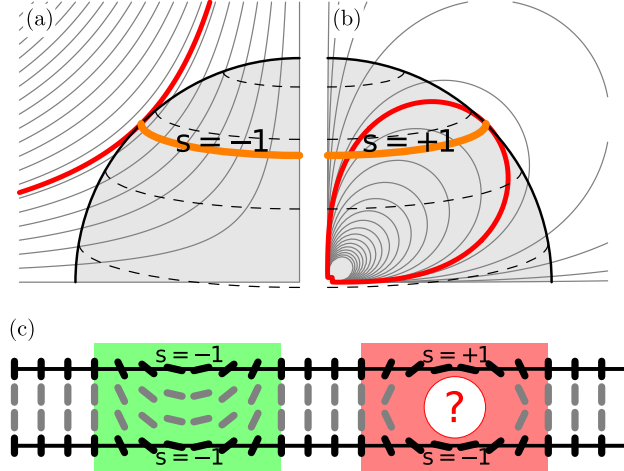 (a)
(b)
s = −1
s = +1
(c)
s = −1
s = +1
?
s = −1
s = −1